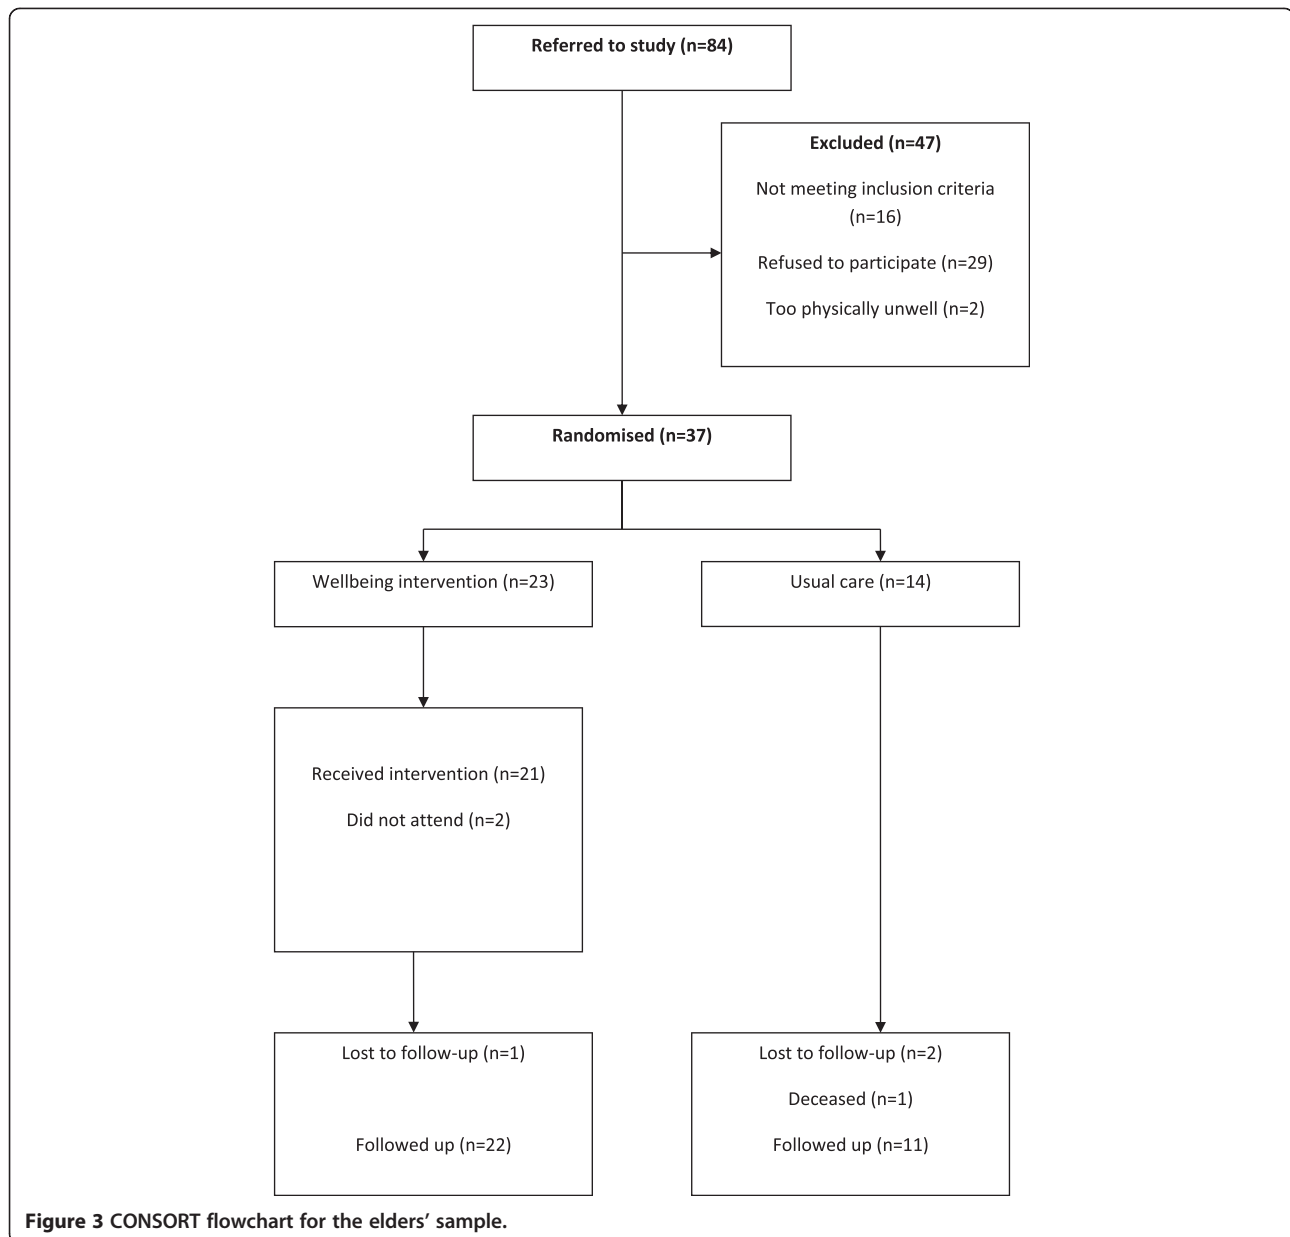 Referred to study (n=84)
Excluded (n=47)
Not meeting inclusion criteria
(n=16)
Refused to participate (n=29)
Too physically unwell (n=2)
Randomised (n=37)
Wellbeing intervention (n=23)
Usual care (n=14)
Received intervention (n=21)
Did not attend (n=2)
Lost to follow-up (n=1)
Followed up (n=22)
Lost to follow-up (n=2)
Deceased (n=1)
Followed up (n=11)
Figure 3 CONSORT flowchart for the elders’ sample.